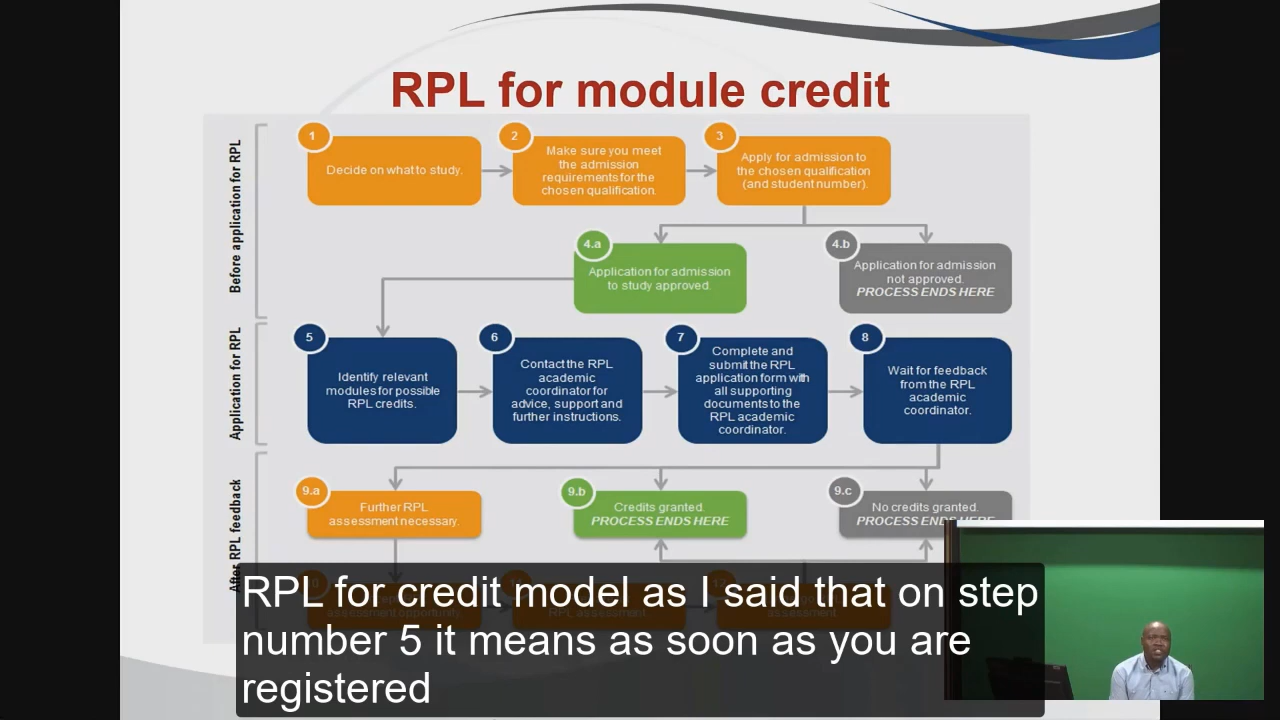 RPL for module credit
Before application for RPL
1
Decide on what to study.
2
Make sure you meet
the admission
requirements for the
chosen qualification.
3
Apply for admission to
the chosen qualification
(and student number).
4.a
Application for admission
to study approved.
4.b
Application for admission
not approved.
PROCESS ENDS HERE
Application for RPL
5
Identify relevant
modules for possible
RPL credits.
6
Contact the RPL
academic
coordinator for
advice, support and
further instructions.
7
Complete and
submit the RPL
application form with
all supporting
documents to the
RPL academic
coordinator.
8
Wait for feedback
from the RPL
academic
coordinator.
After RPL feedback
9.a
Further RPL
assessment necessary.
9.b
Credits granted.
PROCESS ENDS HERE
9.c
No credits granted.
PROCESS ENDS HERE
RPL for credit model as I said that on step
number 5 it means as soon as you are
registered